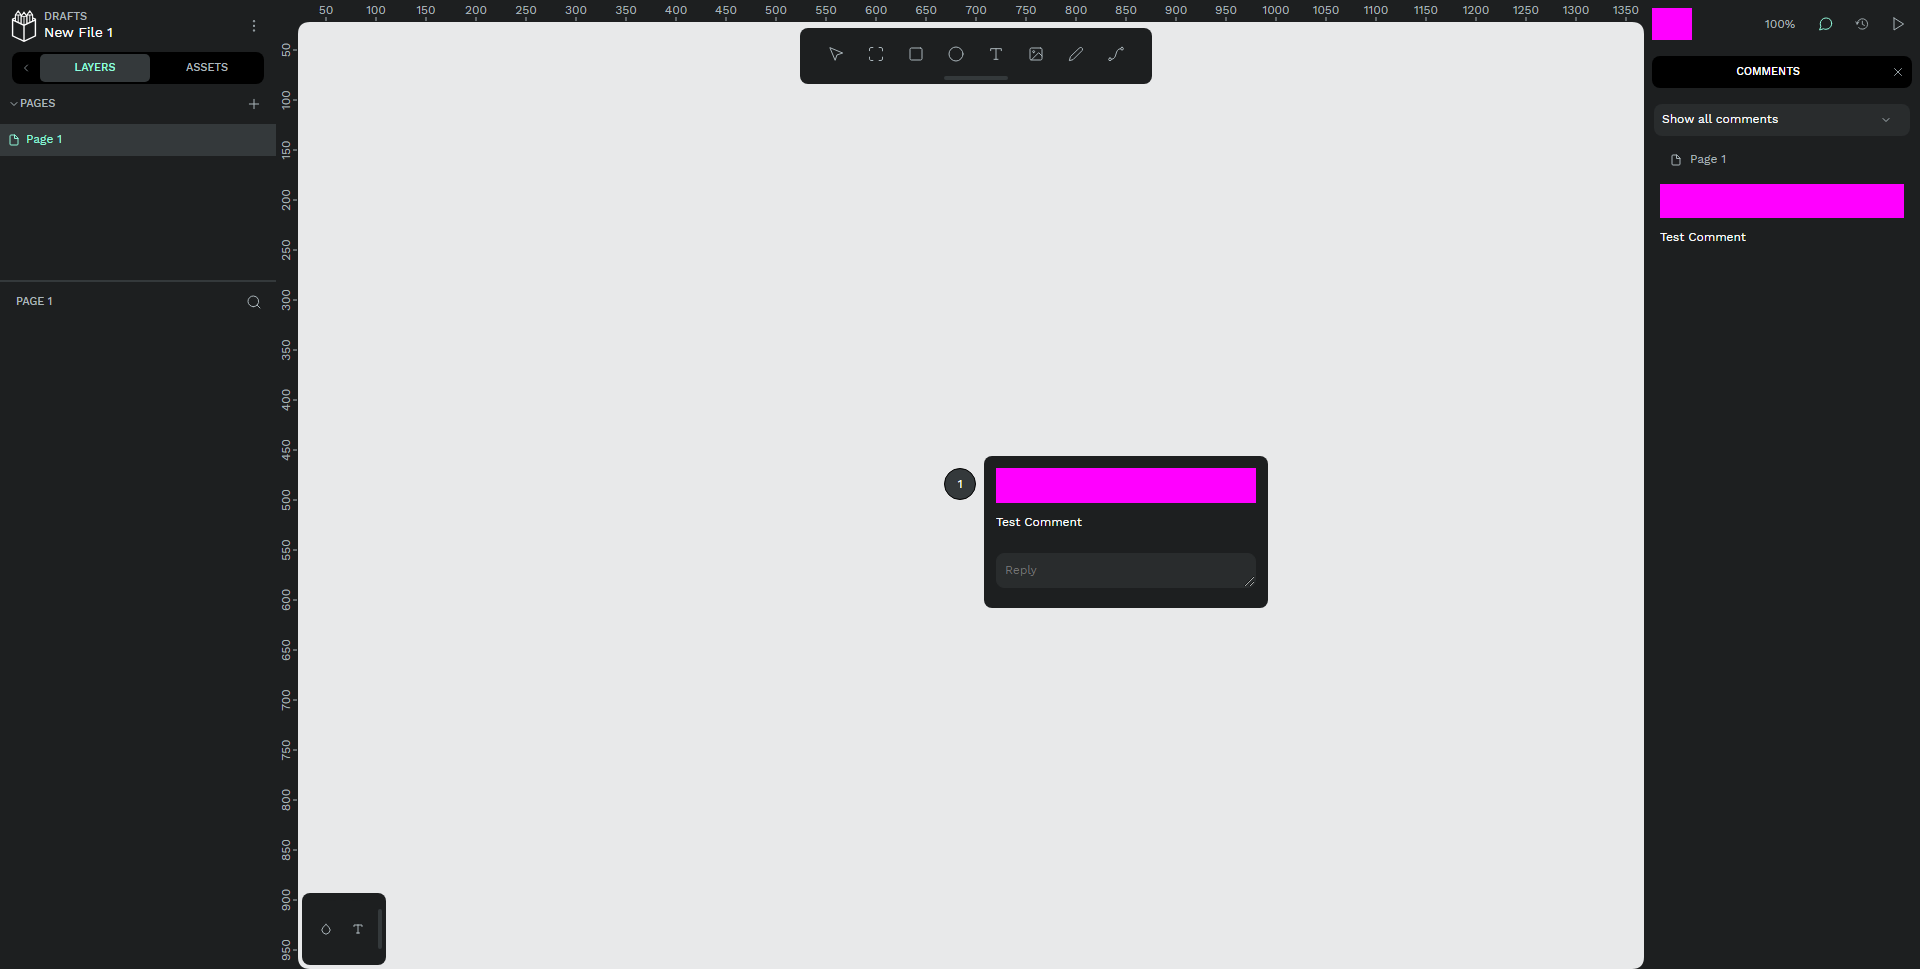 DRAFTS
New File 1
LAYERS
ASSETS
PAGES
Page 1
PAGE 1
50 100 150 200 250 300 350 400 450 500 550 600 650 700 750 800 850 900 950 1000 1050 1100 1150 1200 1250 1300 1350
50
100
150
200
250
300
350
400
450
500
550
600
650
700
750
800
850
900
950
1
Test Comment
Reply
100%
COMMENTS
Show all comments
Page 1
Test Comment